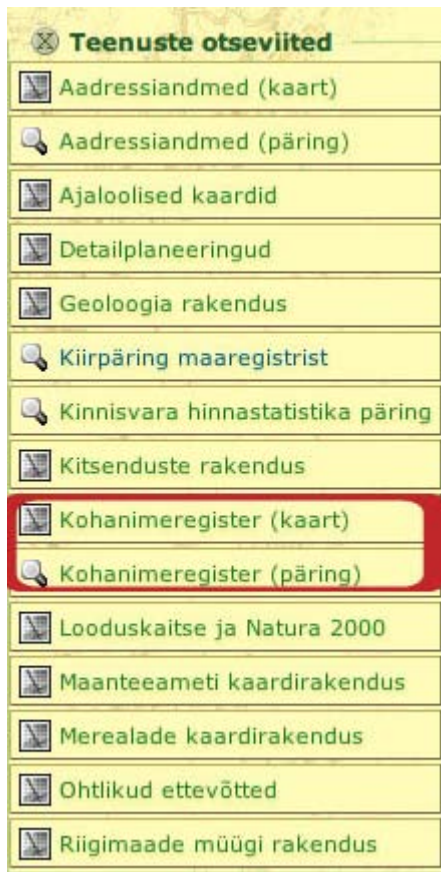 Teenuste otseviited
Aadressiandmed (kaart)
Aadressiandmed (päring)
Ajaloolised kaardid
Detailplaneeringud
Geoloogia rakendus
Kiirpäring maaregistrist
Kinnisvara hinnastatistika päring
Kitsenduste rakendus
Kohanimeregister (kaart)
Kohanimeregister (päring)
Looduskaitse ja Natura 2000
Maanteeameti kaardirakendus
Merealade kaardirakendus
Ohtlikud ettevõtted
Riigimaade müügi rakendus